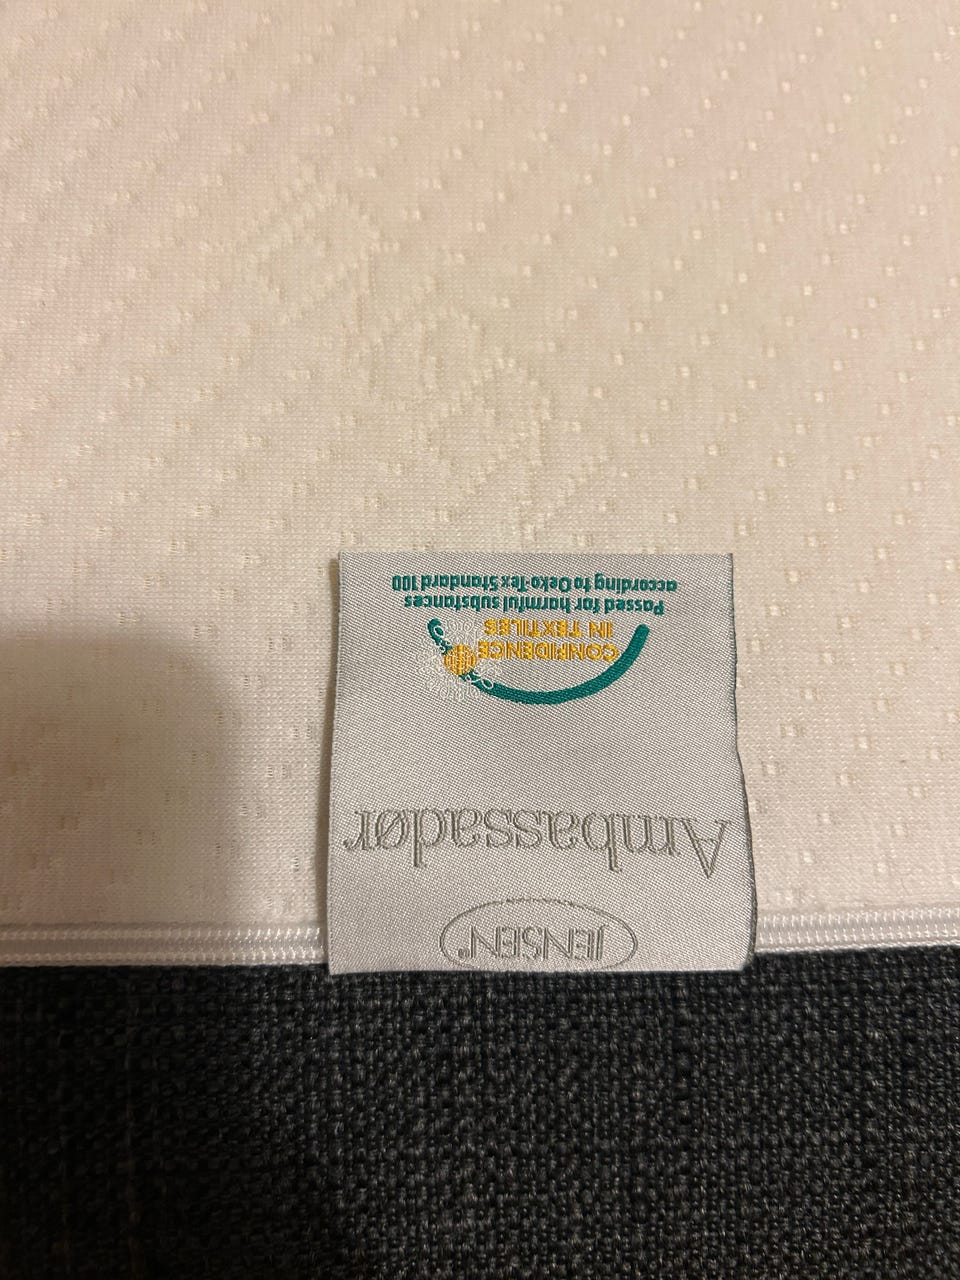 JENSEN®
Ambassadør
CONFIDENCE
IN TEXTILES
Passed for harmful substances
according to Oeko-Tex Standard 100